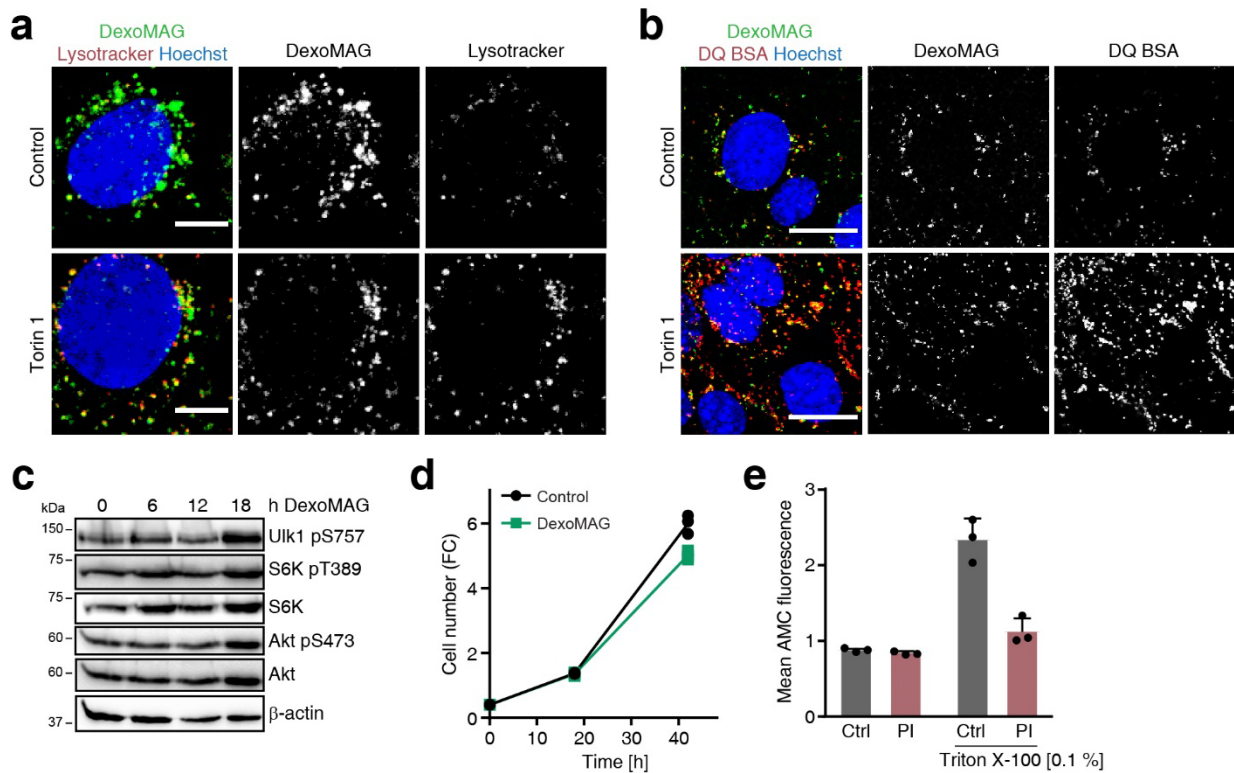 a
DexoMAG
Lysotracker Hoechst
DexoMAG
Lysotracker
Control
Torin 1
b
DexoMAG
DQ BSA Hoechst
DexoMAG
DQ BSA
Control
Torin 1
c
kDa
0 6 12 18 h DexoMAG
150
Ulk1 pS757
75
S6K pT389
75
S6K
60
Akt pS473
60
Akt
37
β-actin
d
Control
DexoMAG
Cell number (FC)
6
4
2
0
0 10 20 30 40
Time [h]
e
Mean AMC fluorescence
3
2
1
0
Ctrl PI Ctrl PI
Triton X-100 [0.1 %]